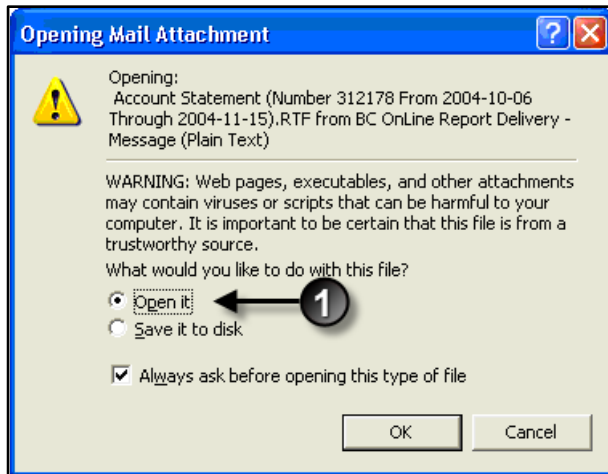 Opening Mail Attachment
Opening:
Account Statement (Number 312178 From 2004-10-06
Through 2004-11-15).RTF from BC OnLine Report Delivery -
Message (Plain Text)
WARNING: Web pages, executables, and other attachments
may contain viruses or scripts that can be harmful to your
computer. It is important to be certain that this file is from a
trustworthy source.
What would you like to do with this file?
Open it
1
Save it to disk
Always ask before opening this type of file
OK
Cancel